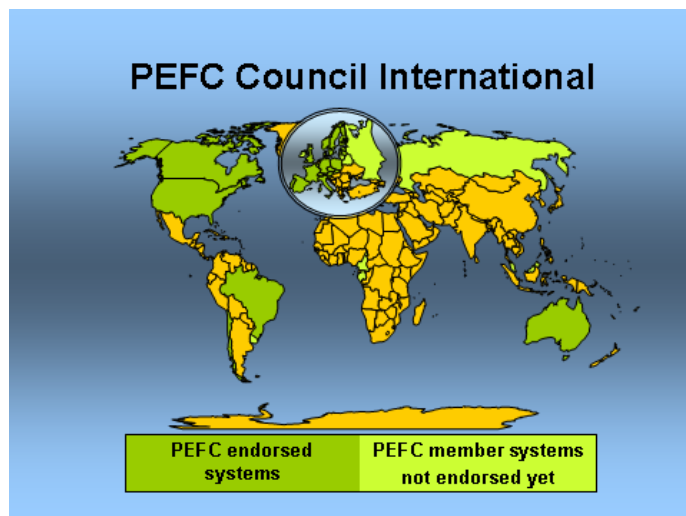 PEFC Council International
PEFC endorsed
systems
PEFC member systems
not endorsed yet